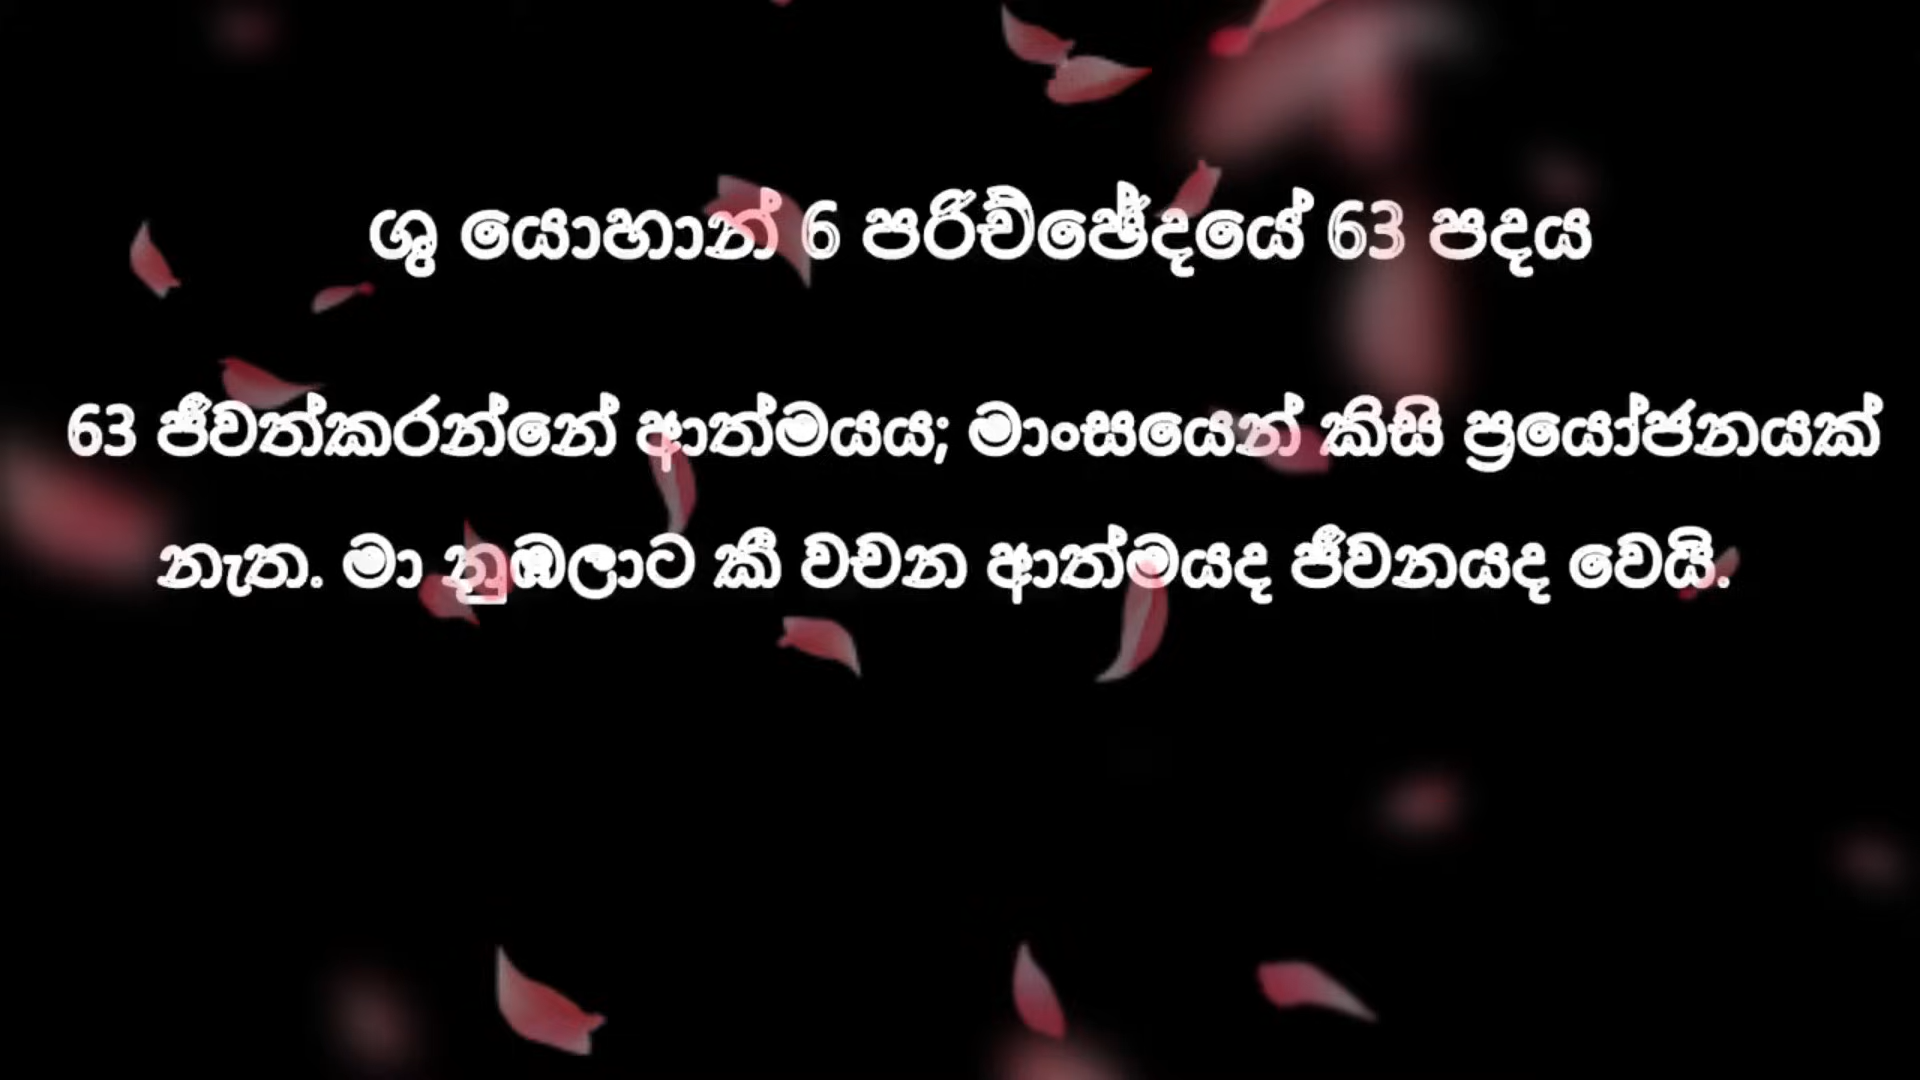 ශු යොහාන් 6 පරිච්ඡේදයේ 63 පදය
63 ජීවත්කරන්නේ ආත්මයය; මාංසයෙන් කිසි ප්‍රයෝජනයක්
නැත. මා නුඹලාට කී වචන ආත්මයද ජීවනයද වෙයි.